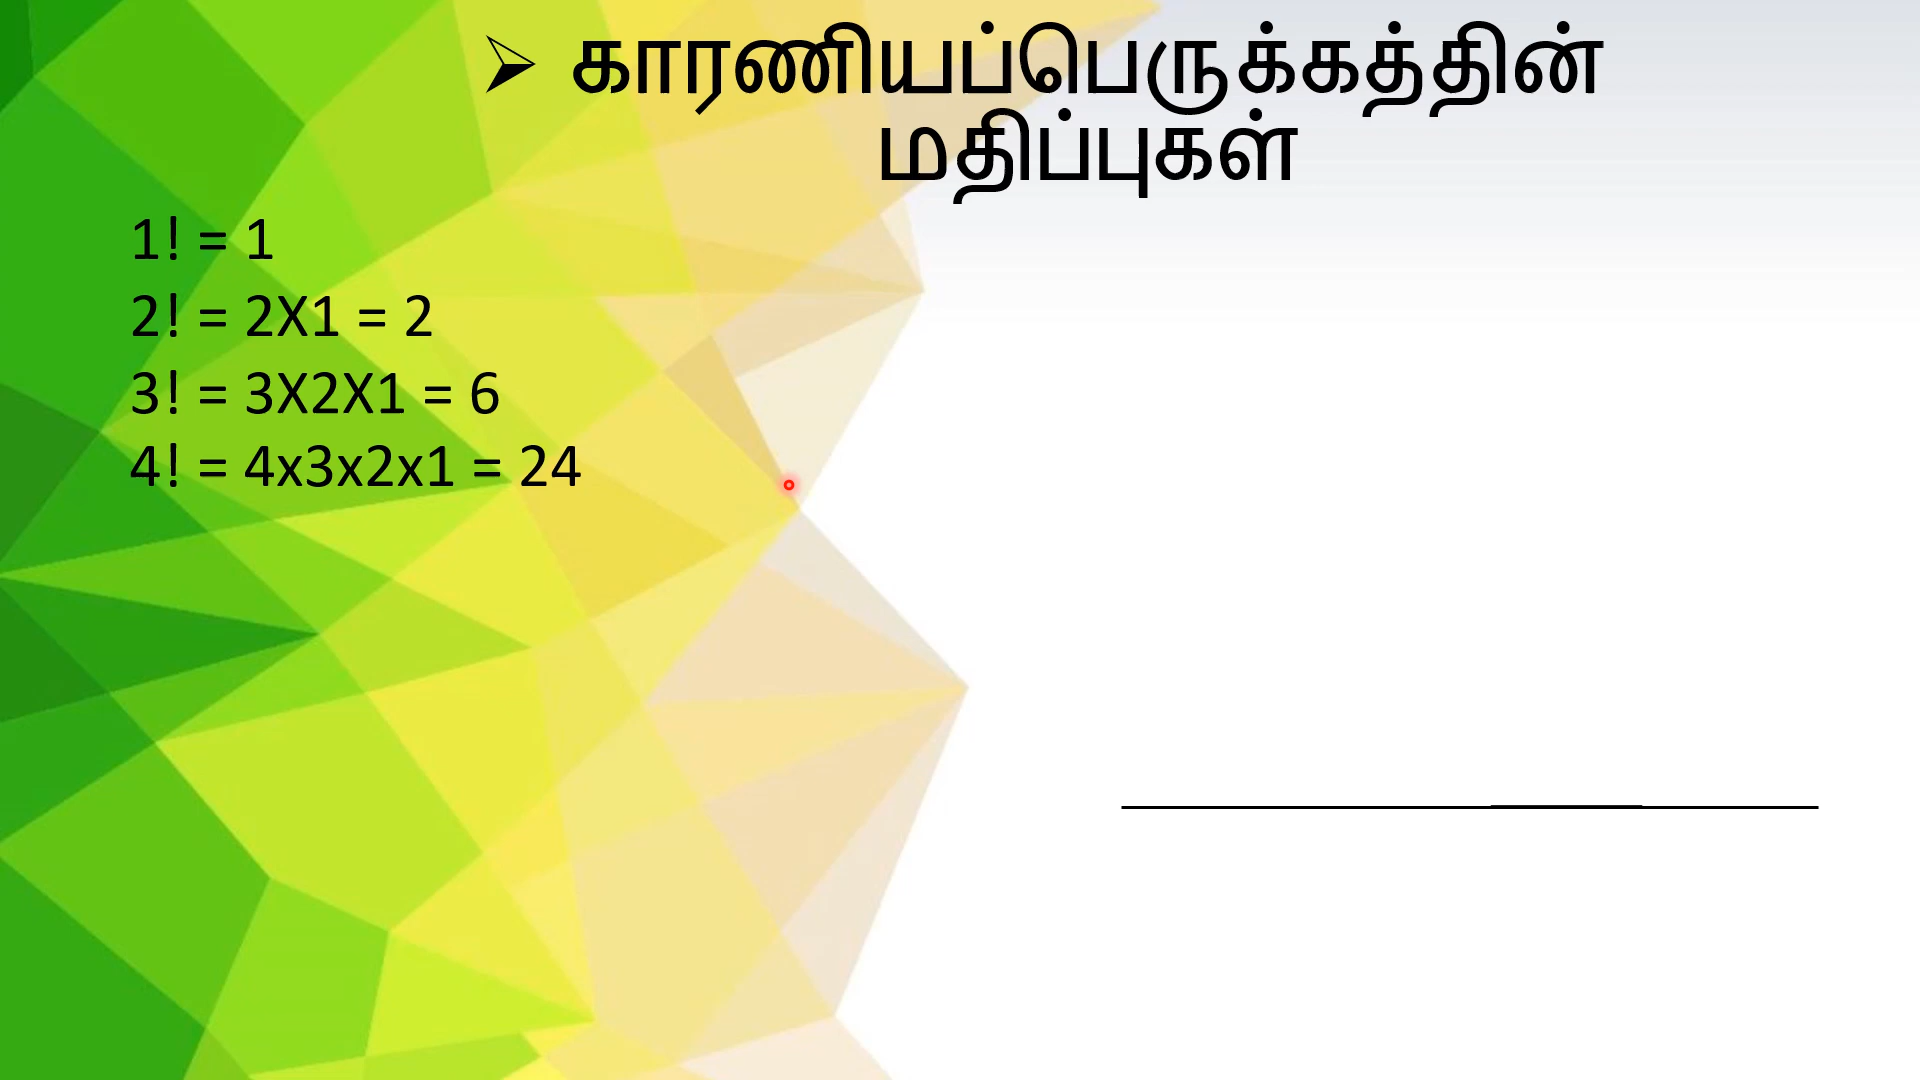 ➢ காரணியப்பெருக்கத்தின்
மதிப்புகள்
1! = 1
2! = 2X1 = 2
3! = 3X2X1 = 6
4! = 4x3x2x1 = 24